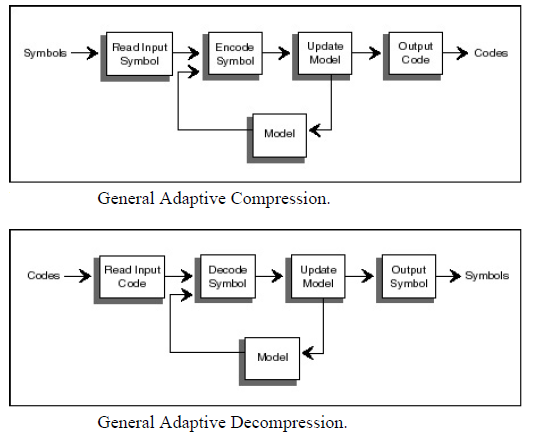 Symbols
Read Input
Symbol
Encode
Symbol
Update
Model
Output
Code
Codes
Model
General Adaptive Compression.
Codes
Read Input
Code
Decode
Symbol
Update
Model
Output
Symbol
Symbols
Model
General Adaptive Decompression.